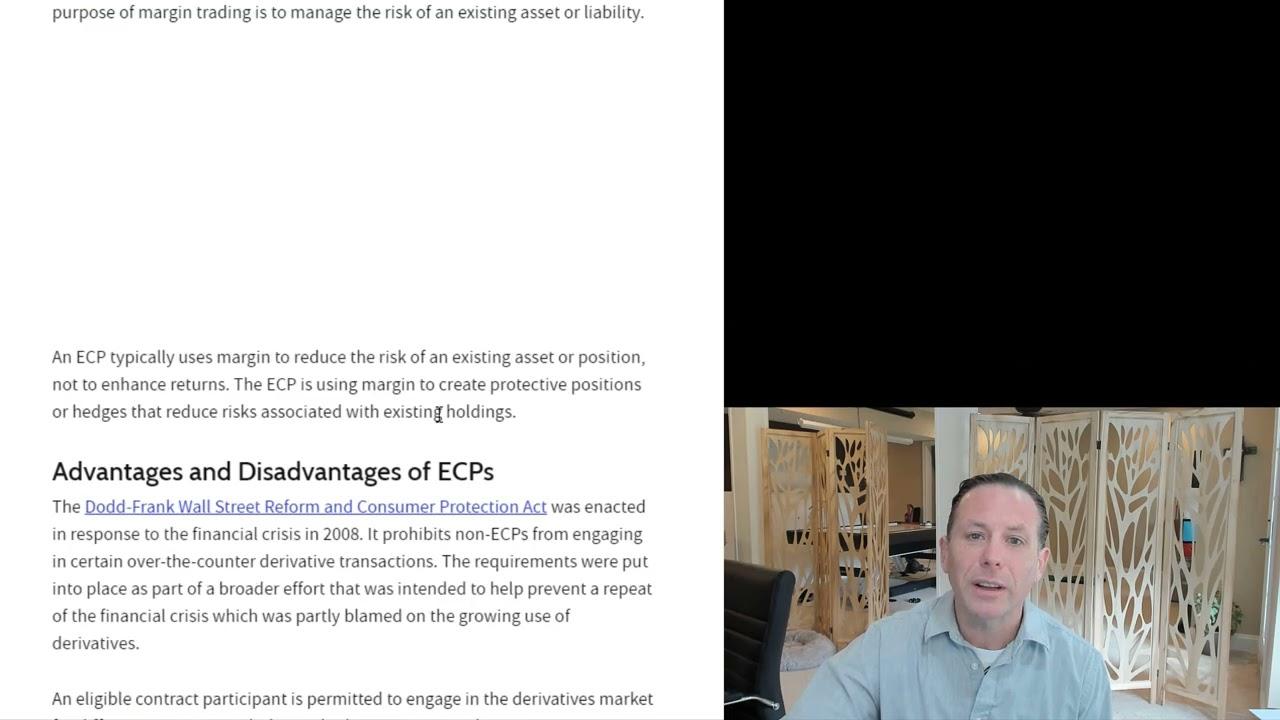 purpose of margin trading is to manage the risk of an existing asset or liability.
An ECP typically uses margin to reduce the risk of an existing asset or position,
not to enhance returns. The ECP is using margin to create protective positions
or hedges that reduce risks associated with existing holdings.
Advantages and Disadvantages of ECPs
The Dodd-Frank Wall Street Reform and Consumer Protection Act was enacted
in response to the financial crisis in 2008. It prohibits non-ECPs from engaging
in certain over-the-counter derivative transactions. The requirements were put
into place as part of a broader effort that was intended to help prevent a repeat
of the financial crisis which was partly blamed on the growing use of
derivatives.
An eligible contract participant is permitted to engage in the derivatives market